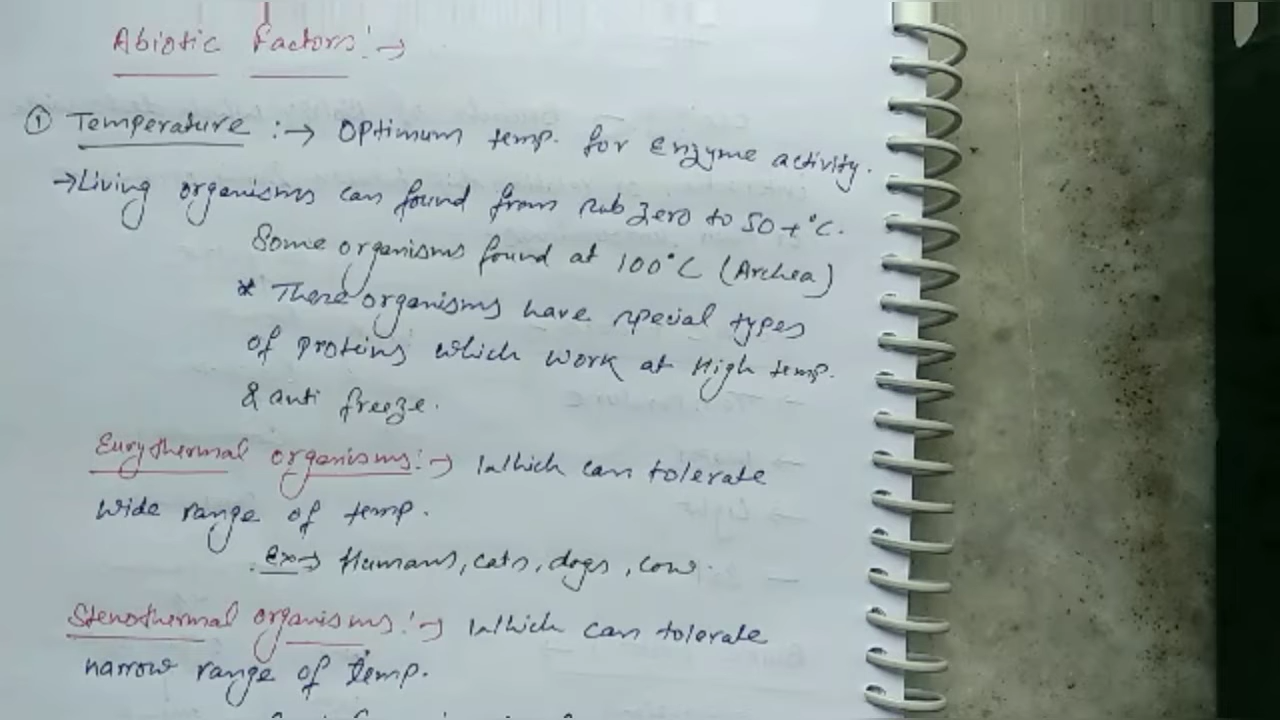 Abiotic factors :→
① Temperature :→ Optimum temp. for enzyme activity.
→Living organisms can found from sub zero to 50+°C.
Some organisms found at 100°C (Archea)
* These organisms have special types
of proteins which work at High temp.
& anti freeze.
Eurythermal organisms :→ Which can tolerate
wide range of temp.
ex→ Humans, cats, dogs, cow.
Stenothermal organisms :→ Which can tolerate
narrow range of temp.